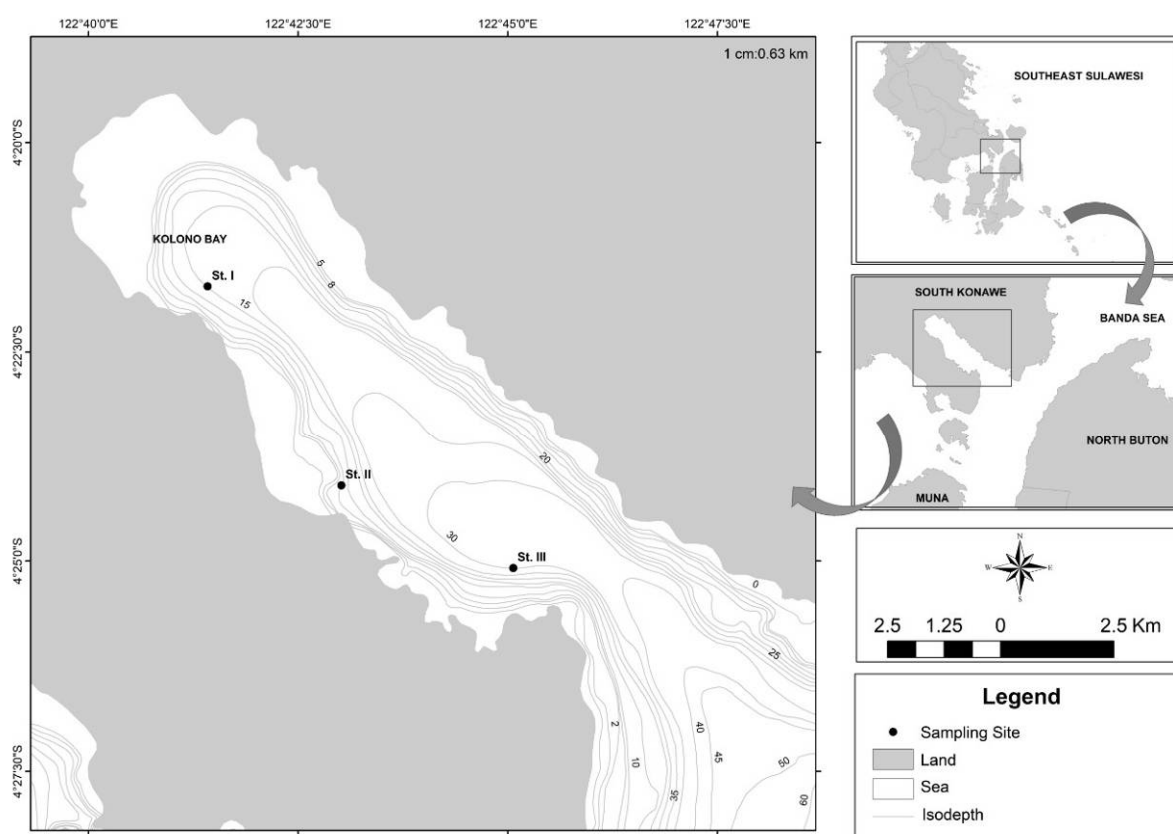 122°40'0"E 122°42'30"E 122°45'0"E 122°47'30"E
1 cm:0.63 km
4°20'0"S
KOLONO BAY
St. I
5
8
15
4°22'30"S
St. II
20
30
St. III
4°25'0"S
0
25
2
10
35
40
45
50
60
4°27'30"S
SOUTHEAST SULAWESI
SOUTH KONAWE
BANDA SEA
NORTH BUTON
MUNA
N
W E
S
2.5 1.25 0 2.5 Km
Legend
Sampling Site
Land
Sea
Isodepth